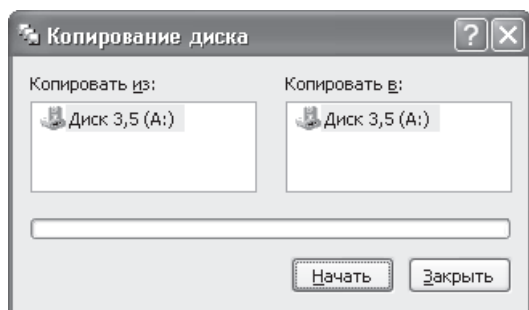 Копирование диска
Копировать из: Копировать в:
Диск 3,5 (A:) Диск 3,5 (A:)
Начать Закрыть